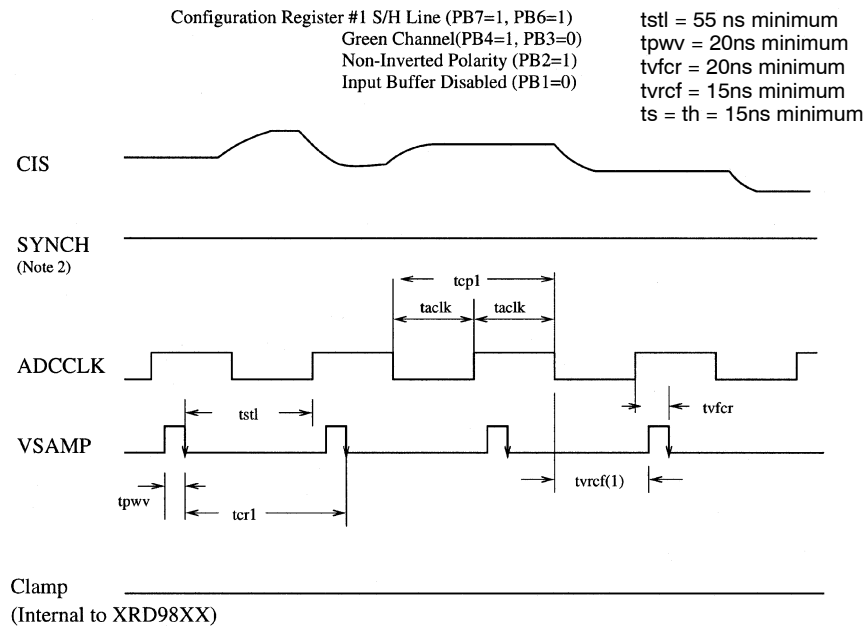 Configuration Register #1 S/H Line (PB7=1, PB6=1)
Green Channel(PB4=1, PB3=0)
Non-Inverted Polarity (PB2=1)
Input Buffer Disabled (PB1=0)
tstl = 55 ns minimum
tpwv = 20ns minimum
tvfcr = 20ns minimum
tvrcf = 15ns minimum
ts = th = 15ns minimum
CIS
SYNCH
(Note 2)
tcp1
taclk taclk
ADCCLK
tstl
tvfcr
VSAMP
tpwv
tcr1
tvrcf(1)
Clamp
(Internal to XRD98XX)